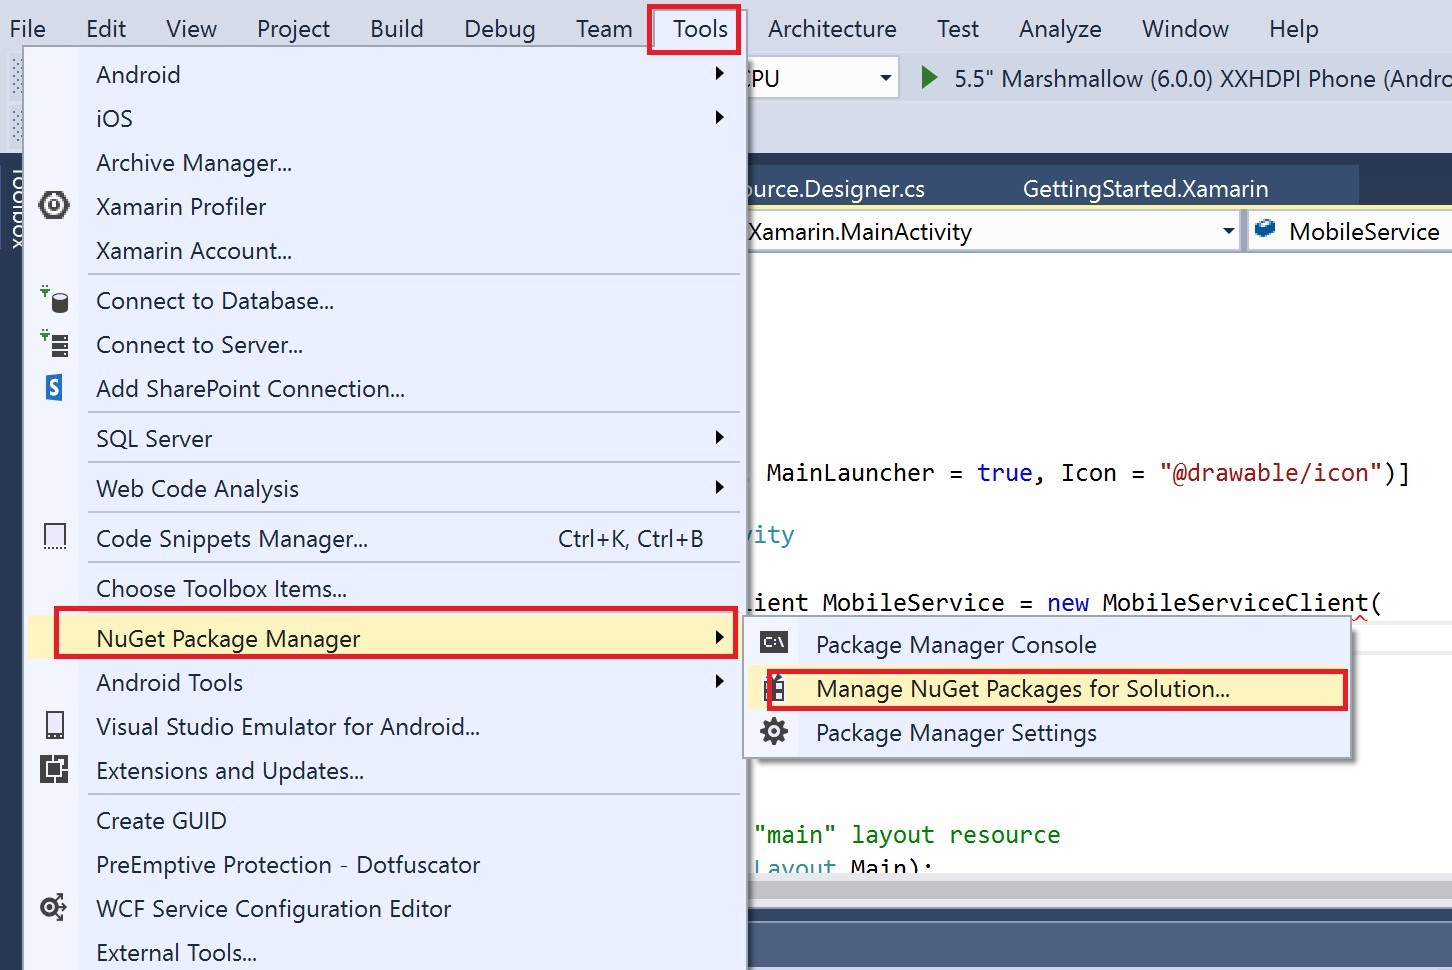 File Edit View Project Build Debug Team Tools Architecture Test Analyze Window Help
PU 5.5" Marshmallow (6.0.0) XXHDPI Phone (Andro
Toolbox
Android
iOS
Archive Manager...
Xamarin Profiler
Xamarin Account...
Connect to Database...
Connect to Server...
Add SharePoint Connection...
SQL Server
Web Code Analysis
Code Snippets Manager... Ctrl+K, Ctrl+B
Choose Toolbox Items...
NuGet Package Manager
Android Tools
Visual Studio Emulator for Android...
Extensions and Updates...
Create GUID
PreEmptive Protection - Dotfuscator
WCF Service Configuration Editor
External Tools...
ource.Designer.cs GettingStarted.Xamarin
Xamarin.MainActivity MobileService
MainLauncher = true, Icon = "@drawable/icon")]
vity
lient MobileService = new MobileServiceClient(
C:\ Package Manager Console
Manage NuGet Packages for Solution...
Package Manager Settings
"main" layout resource
Layout Main);